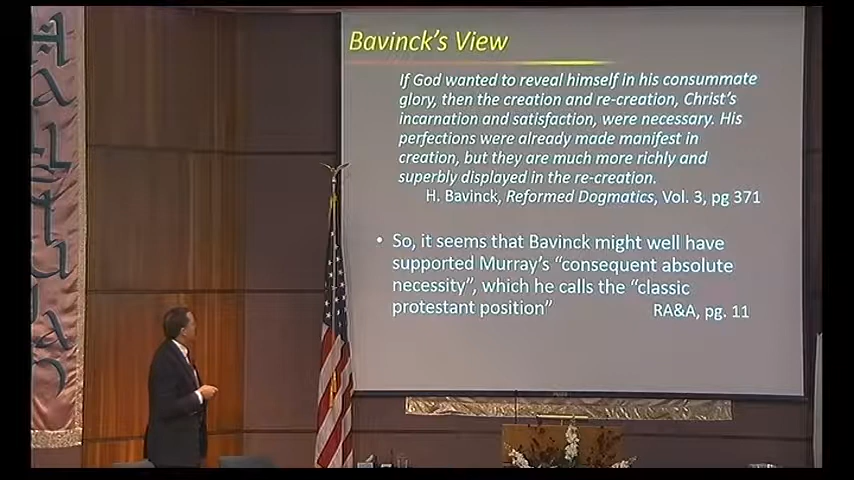 Bavinck's View
If God wanted to reveal himself in his consummate
glory, then the creation and re-creation, Christ's
incarnation and satisfaction, were necessary. His
perfections were already made manifest in
creation, but they are much more richly and
superbly displayed in the re-creation.
H. Bavinck, Reformed Dogmatics, Vol. 3, pg 371
• So, it seems that Bavinck might well have
supported Murray's "consequent absolute
necessity", which he calls the "classic
protestant position"
RA&A, pg. 11